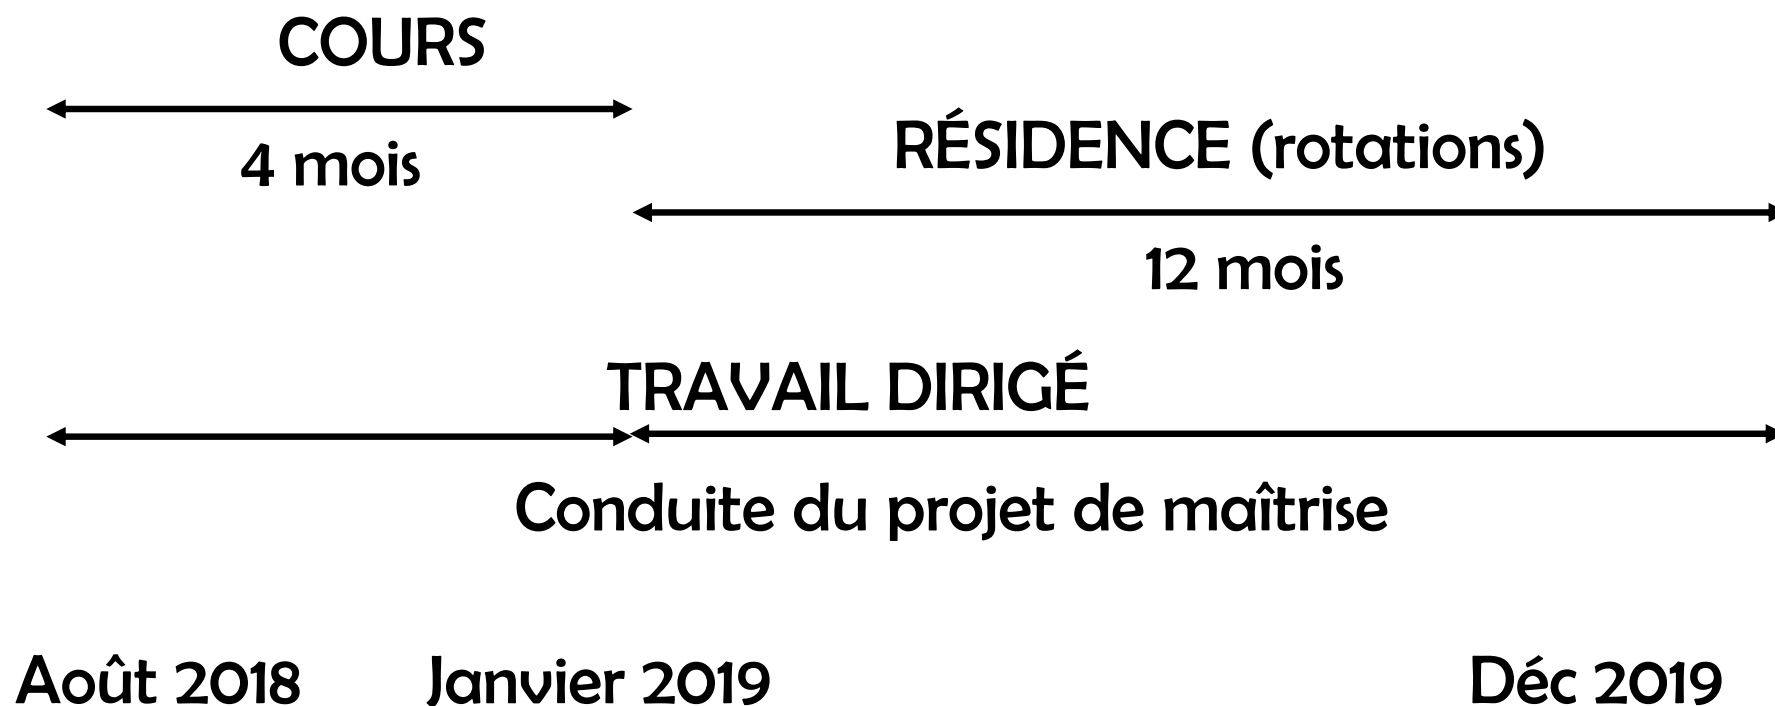 COURS
4 mois
RÉSIDENCE (rotations)
12 mois
TRAVAIL DIRIGÉ
Conduite du projet de maîtrise
Août 2018 Janvier 2019 Déc 2019